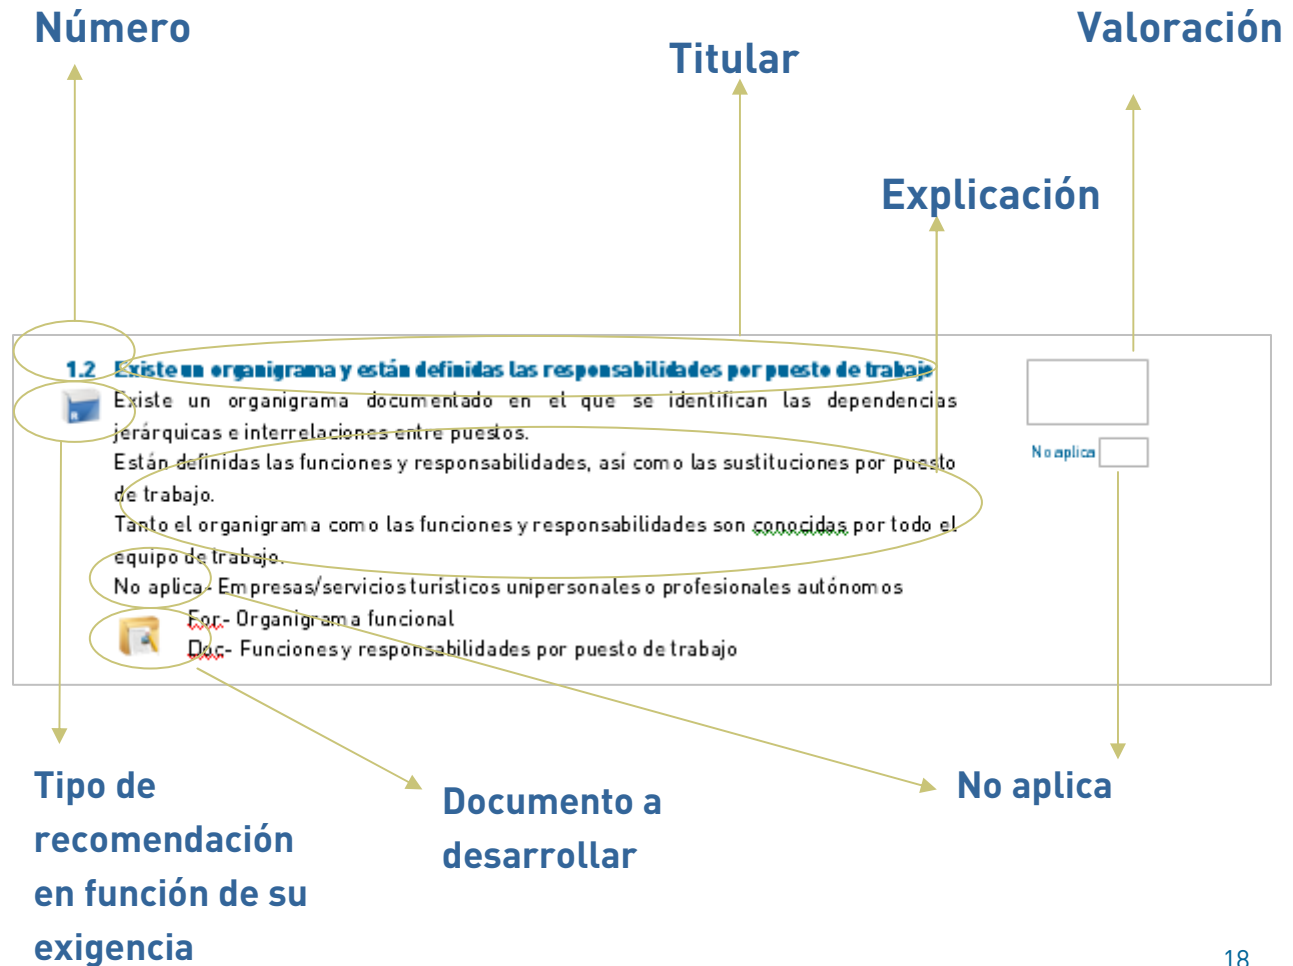 Número
Valoración
Titular
Explicación
1.2 Existe un organigrama y están definidas las responsabilidades por puesto de trabajo
Existe un organigrama documentado en el que se identifican las dependencias
jerárquicas e interrelaciones entre puestos.
Están definidas las funciones y responsabilidades, así como las sustituciones por puesto
de trabajo.
Tanto el organigrama como las funciones y responsabilidades son conocidas por todo el
equipo de trabajo.
No aplica- Empresas/servicios turísticos unipersonales o profesionales autónomos
For.- Organigrama funcional
Doc- Funciones y responsabilidades por puesto de trabajo
R
No aplica
Tipo de
recomendación
en función de su
exigencia
Documento a
desarrollar
No aplica
18